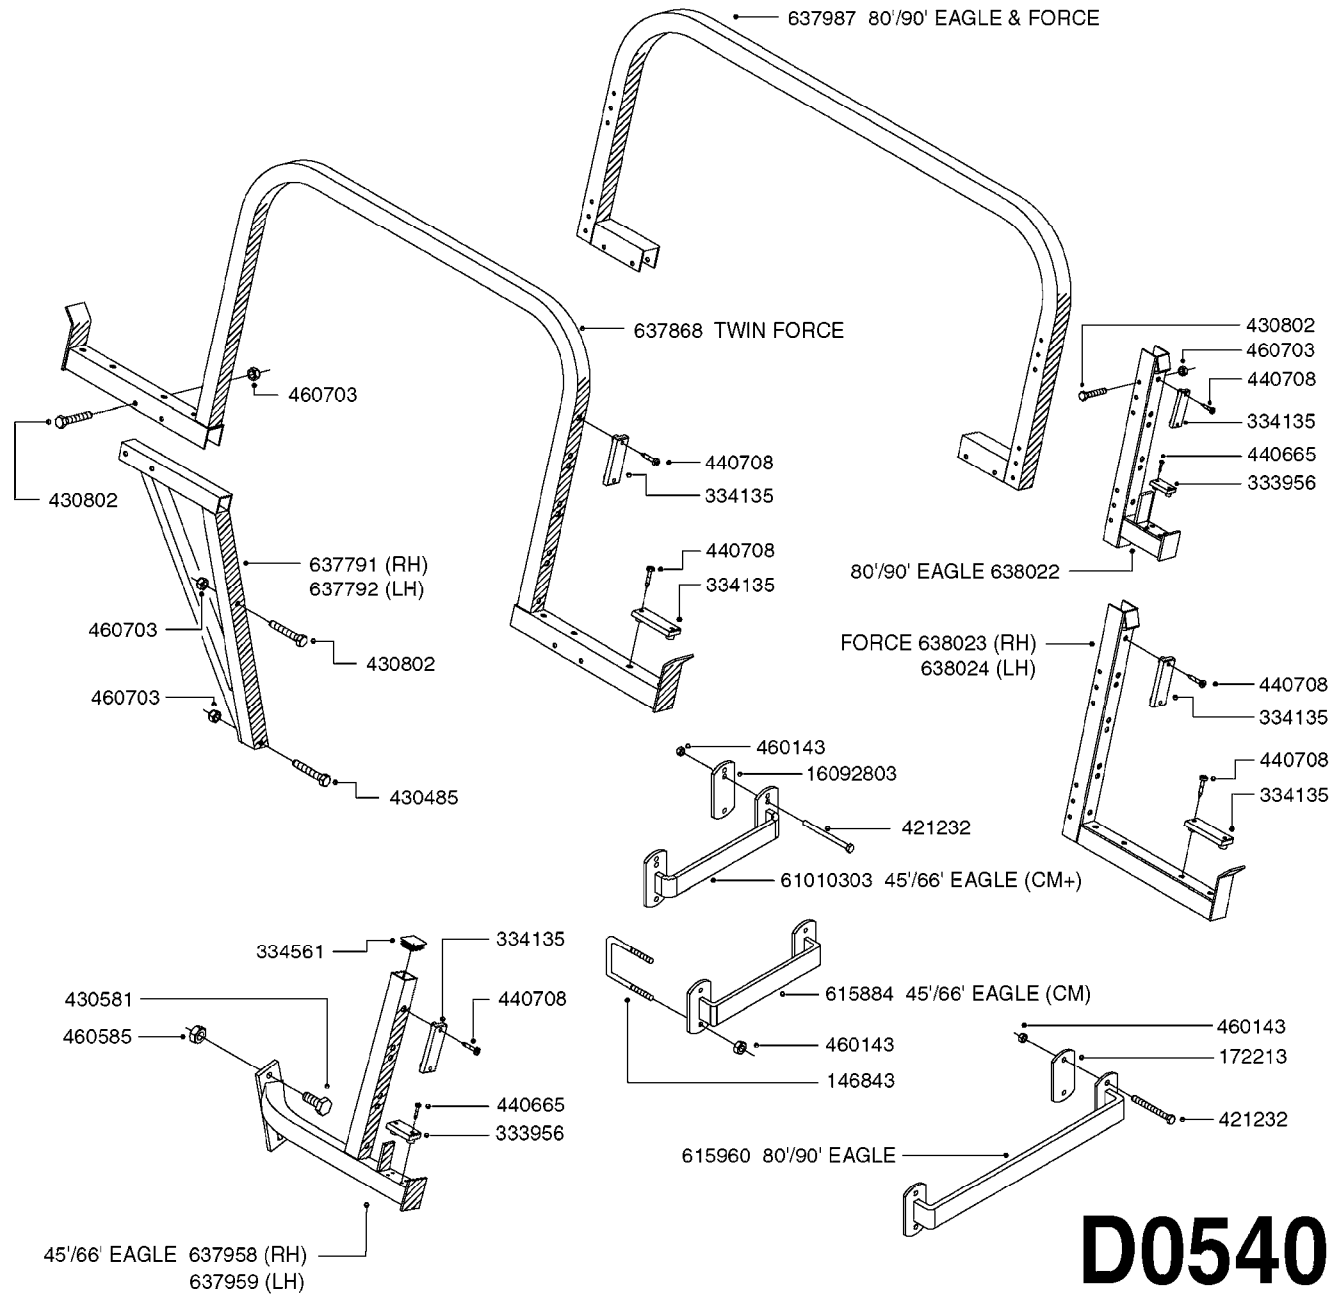 637987 80'/90' EAGLE & FORCE
637868 TWIN FORCE
430802
460703
440708
334135
440665
333956
460703
430802
440708
334135
440708
334135
637791 (RH)
637792 (LH)
460703
430802
460703
430485
80'/90' EAGLE 638022
FORCE 638023 (RH)
638024 (LH)
440708
334135
440708
334135
460143
16092803
421232
61010303 45'/66' EAGLE (CM+)
334561
334135
430581
440708
460585
440665
333956
45'/66' EAGLE 637958 (RH)
637959 (LH)
615884 45'/66' EAGLE (CM)
460143
146843
460143
172213
421232
615960 80'/90' EAGLE
D0540